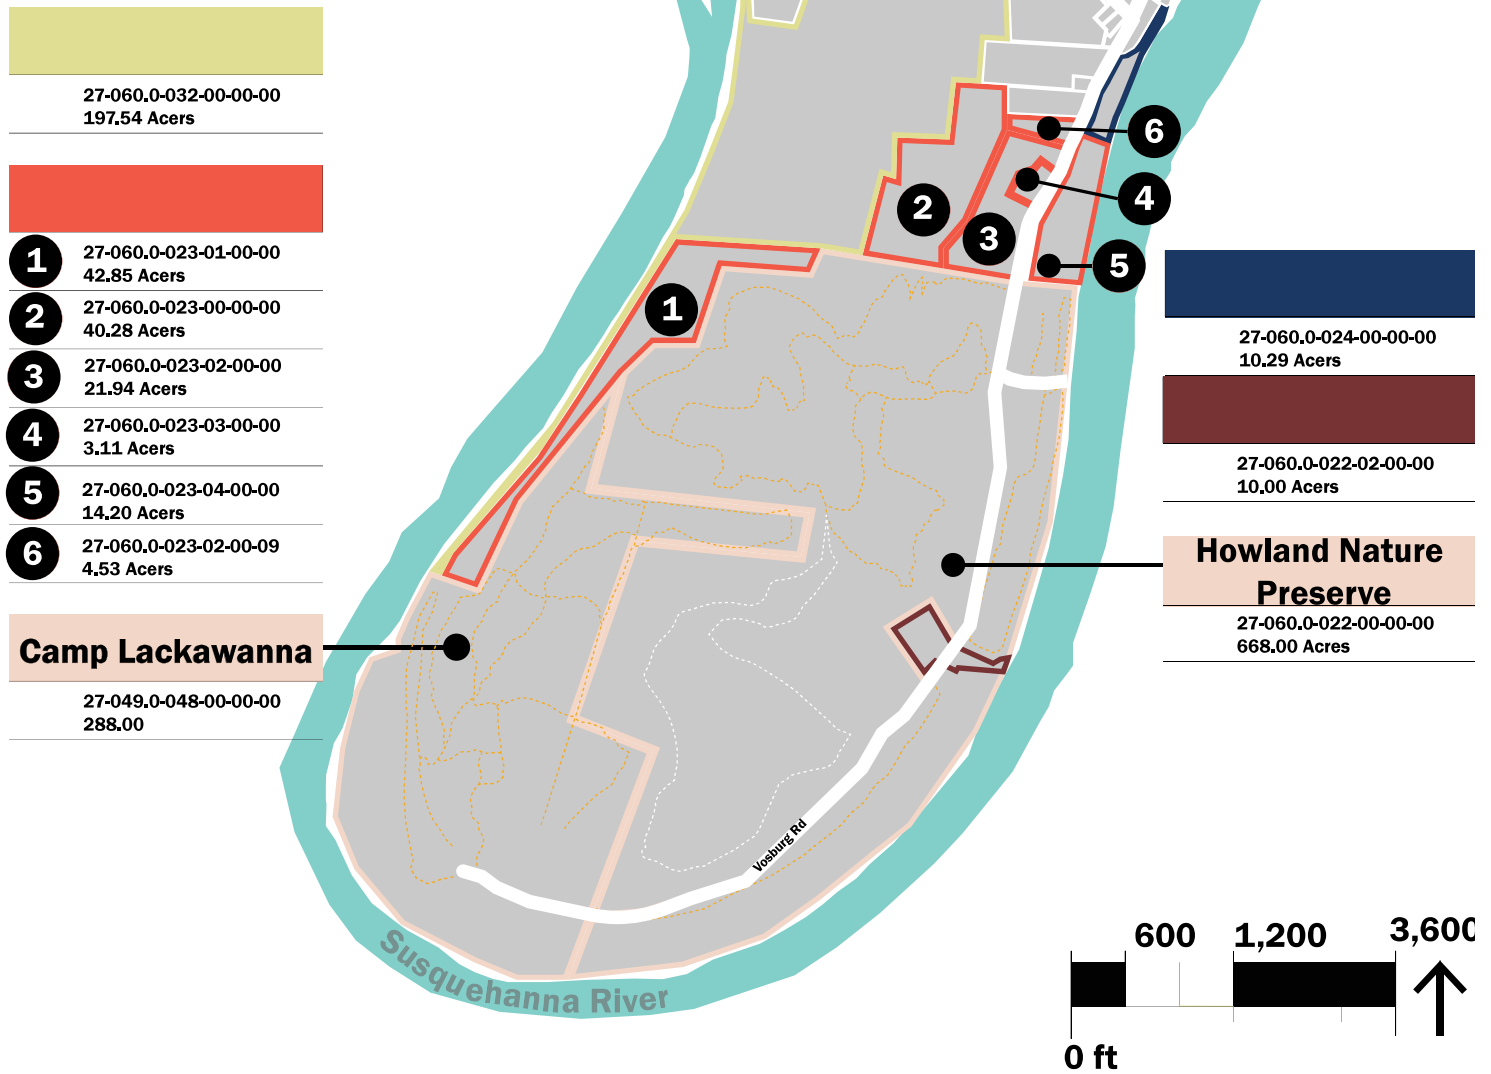 27-060.0-032-00-00-00
197.54 Acers
1
27-060.0-023-01-00-00
42.85 Acers
2
27-060.0-023-00-00-00
40.28 Acers
3
27-060.0-023-02-00-00
21.94 Acers
4
27-060.0-023-03-00-00
3.11 Acers
5
27-060.0-023-04-00-00
14.20 Acers
6
27-060.0-023-02-00-09
4.53 Acers
Camp Lackawanna
27-049.0-048-00-00-00
288.00
6
4
2
3
5
1
Vosburg Rd
Susquehanna River
27-060.0-024-00-00-00
10.29 Acers
27-060.0-022-02-00-00
10.00 Acers
Howland Nature
Preserve
27-060.0-022-00-00-00
668.00 Acres
600 1,200 3,600
0 ft